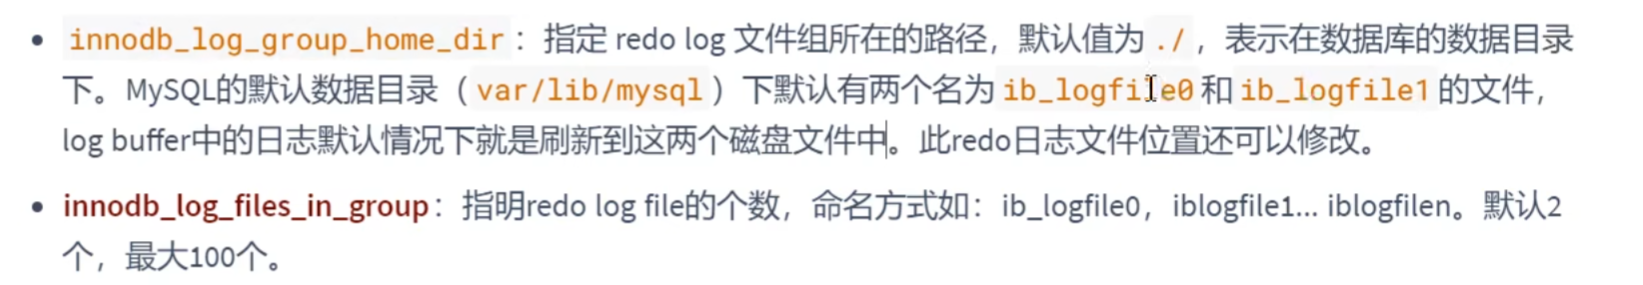 • innodb_log_group_home_dir ：指定 redo log 文件组所在的路径，默认值为 ./ ，表示在数据库的数据目录
下。MySQL的默认数据目录（ var/lib/mysql ）下默认有两个名为 ib_logfile0 和 ib_logfile1 的文件，
log buffer中的日志默认情况下就是刷新到这两个磁盘文件中。此redo日志文件位置还可以修改。
• innodb_log_files_in_group：指明redo log file的个数，命名方式如：ib_logfile0，iblogfile1... iblogfilen。默认2
个，最大100个。